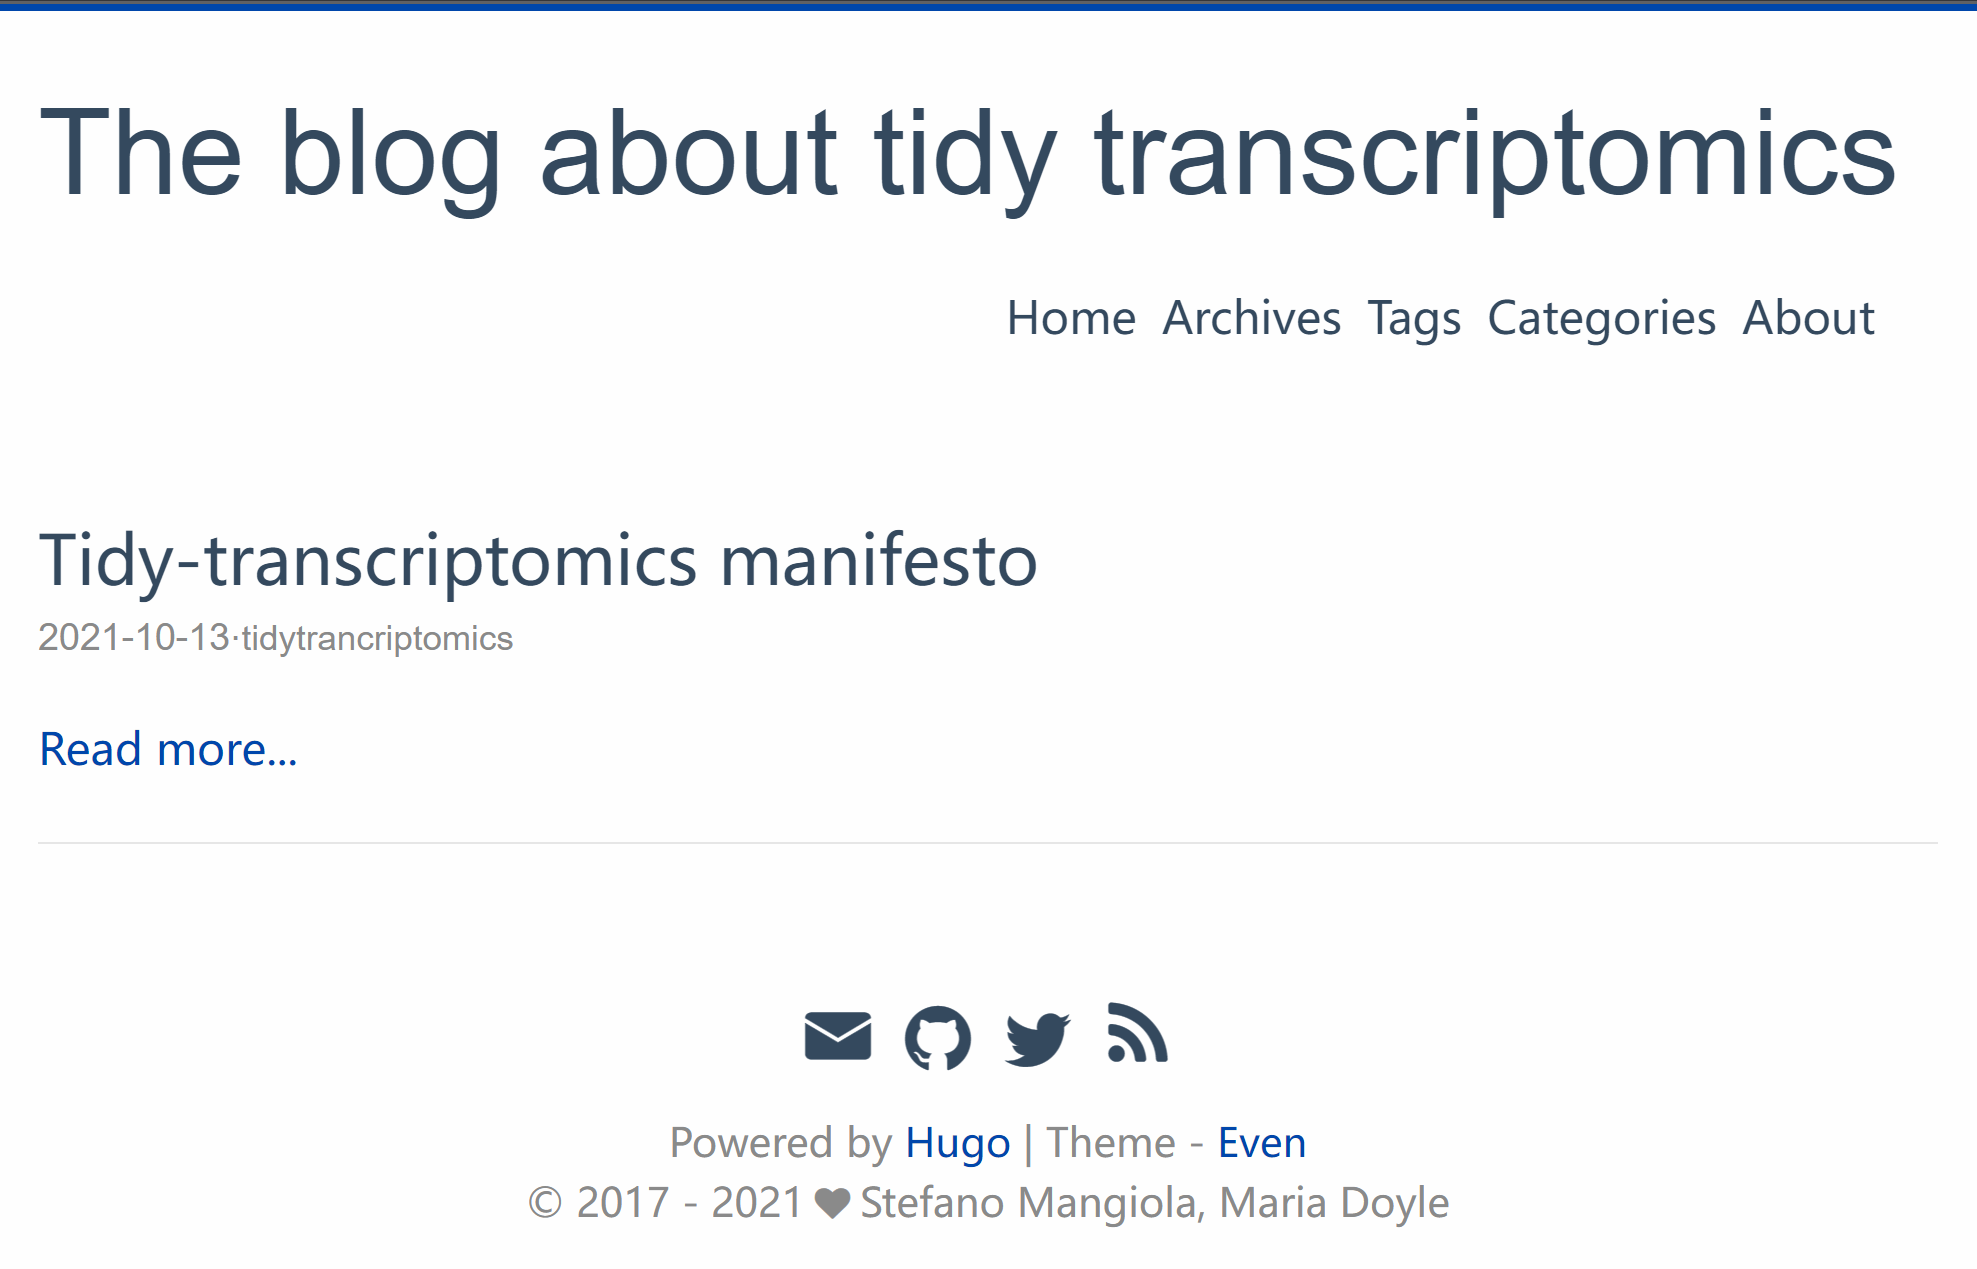 The blog about tidy transcriptomics
Home Archives Tags Categories About
Tidy-transcriptomics manifesto
2021-10-13·tidytrancriptomics
Read more...
Powered by Hugo | Theme - Even
© 2017 - 2021 ♥ Stefano Mangiola, Maria Doyle